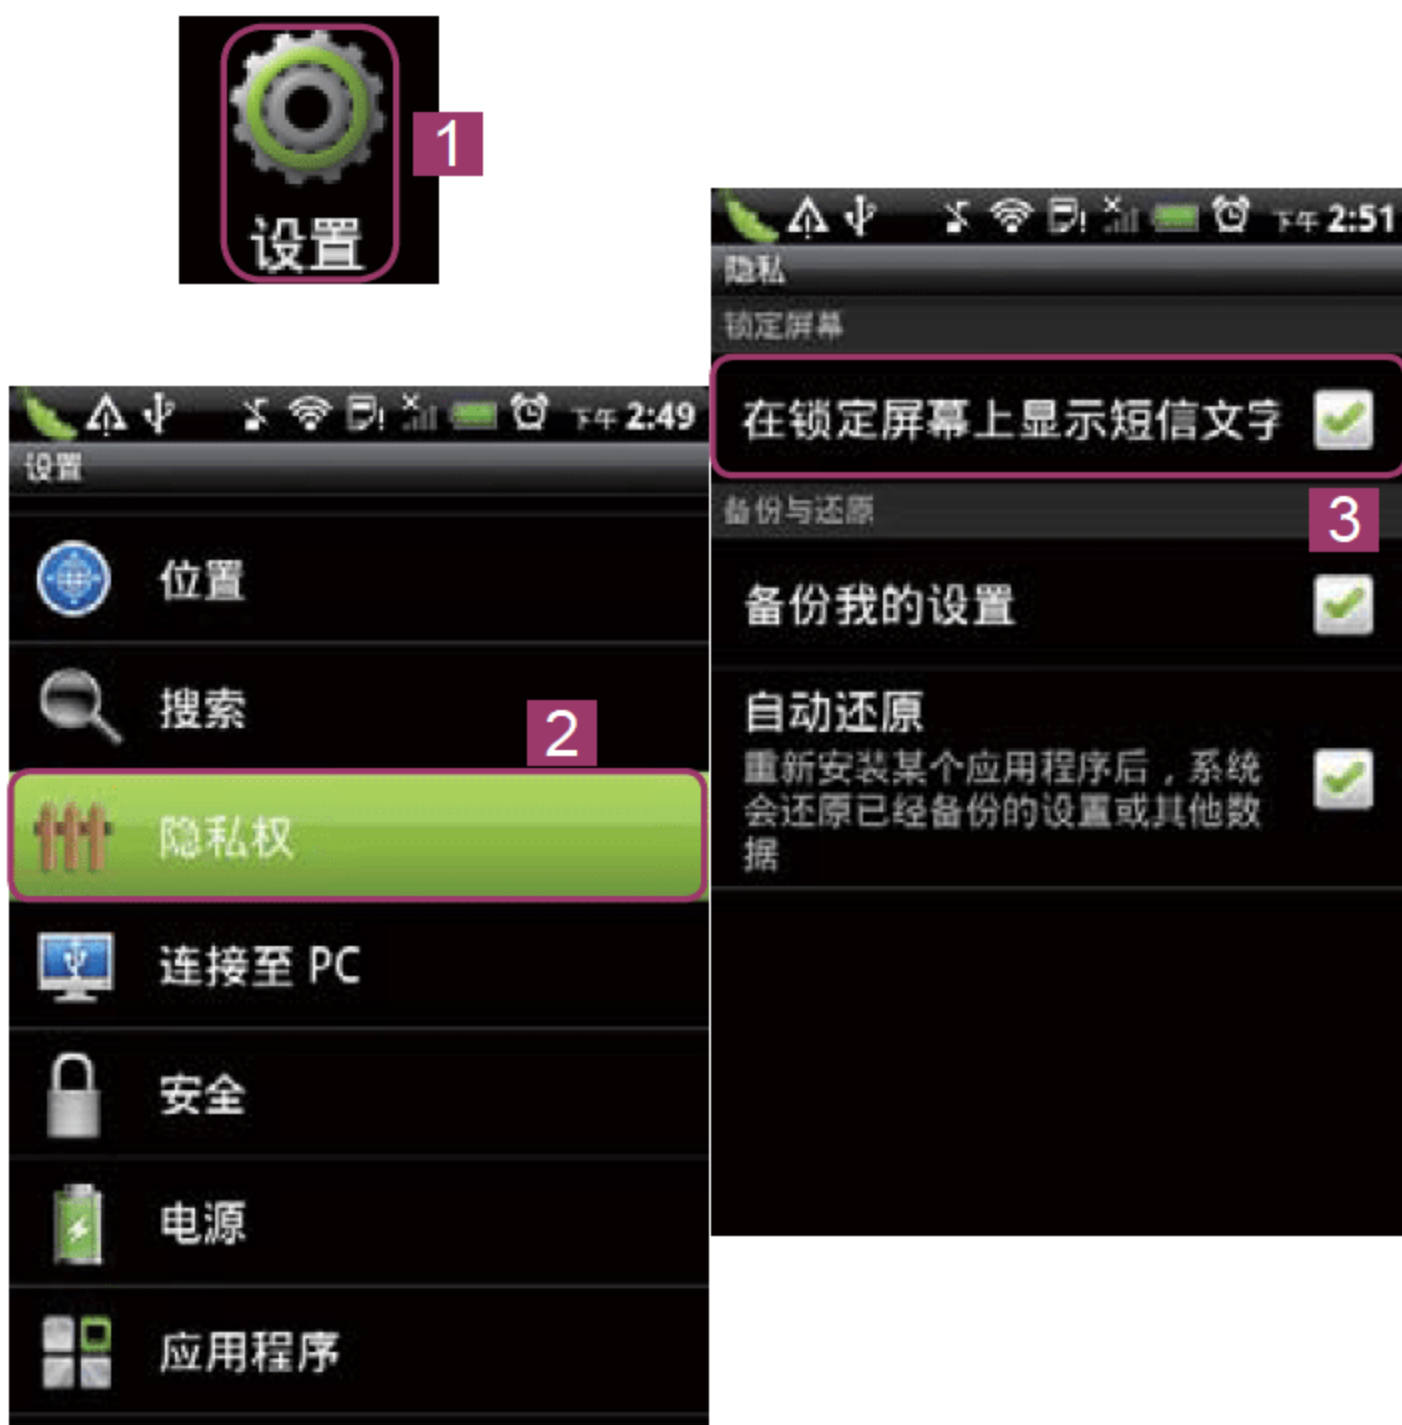 1
设置
下午 2:49
设置
位置
搜索
2
隐私权
连接至 PC
安全
电源
应用程序
下午 2:51
隐私
锁定屏幕
在锁定屏幕上显示短信文字
备份与还原
3
备份我的设置
自动还原
重新安装某个应用程序后，系统
会还原已经备份的设置或其他数
据